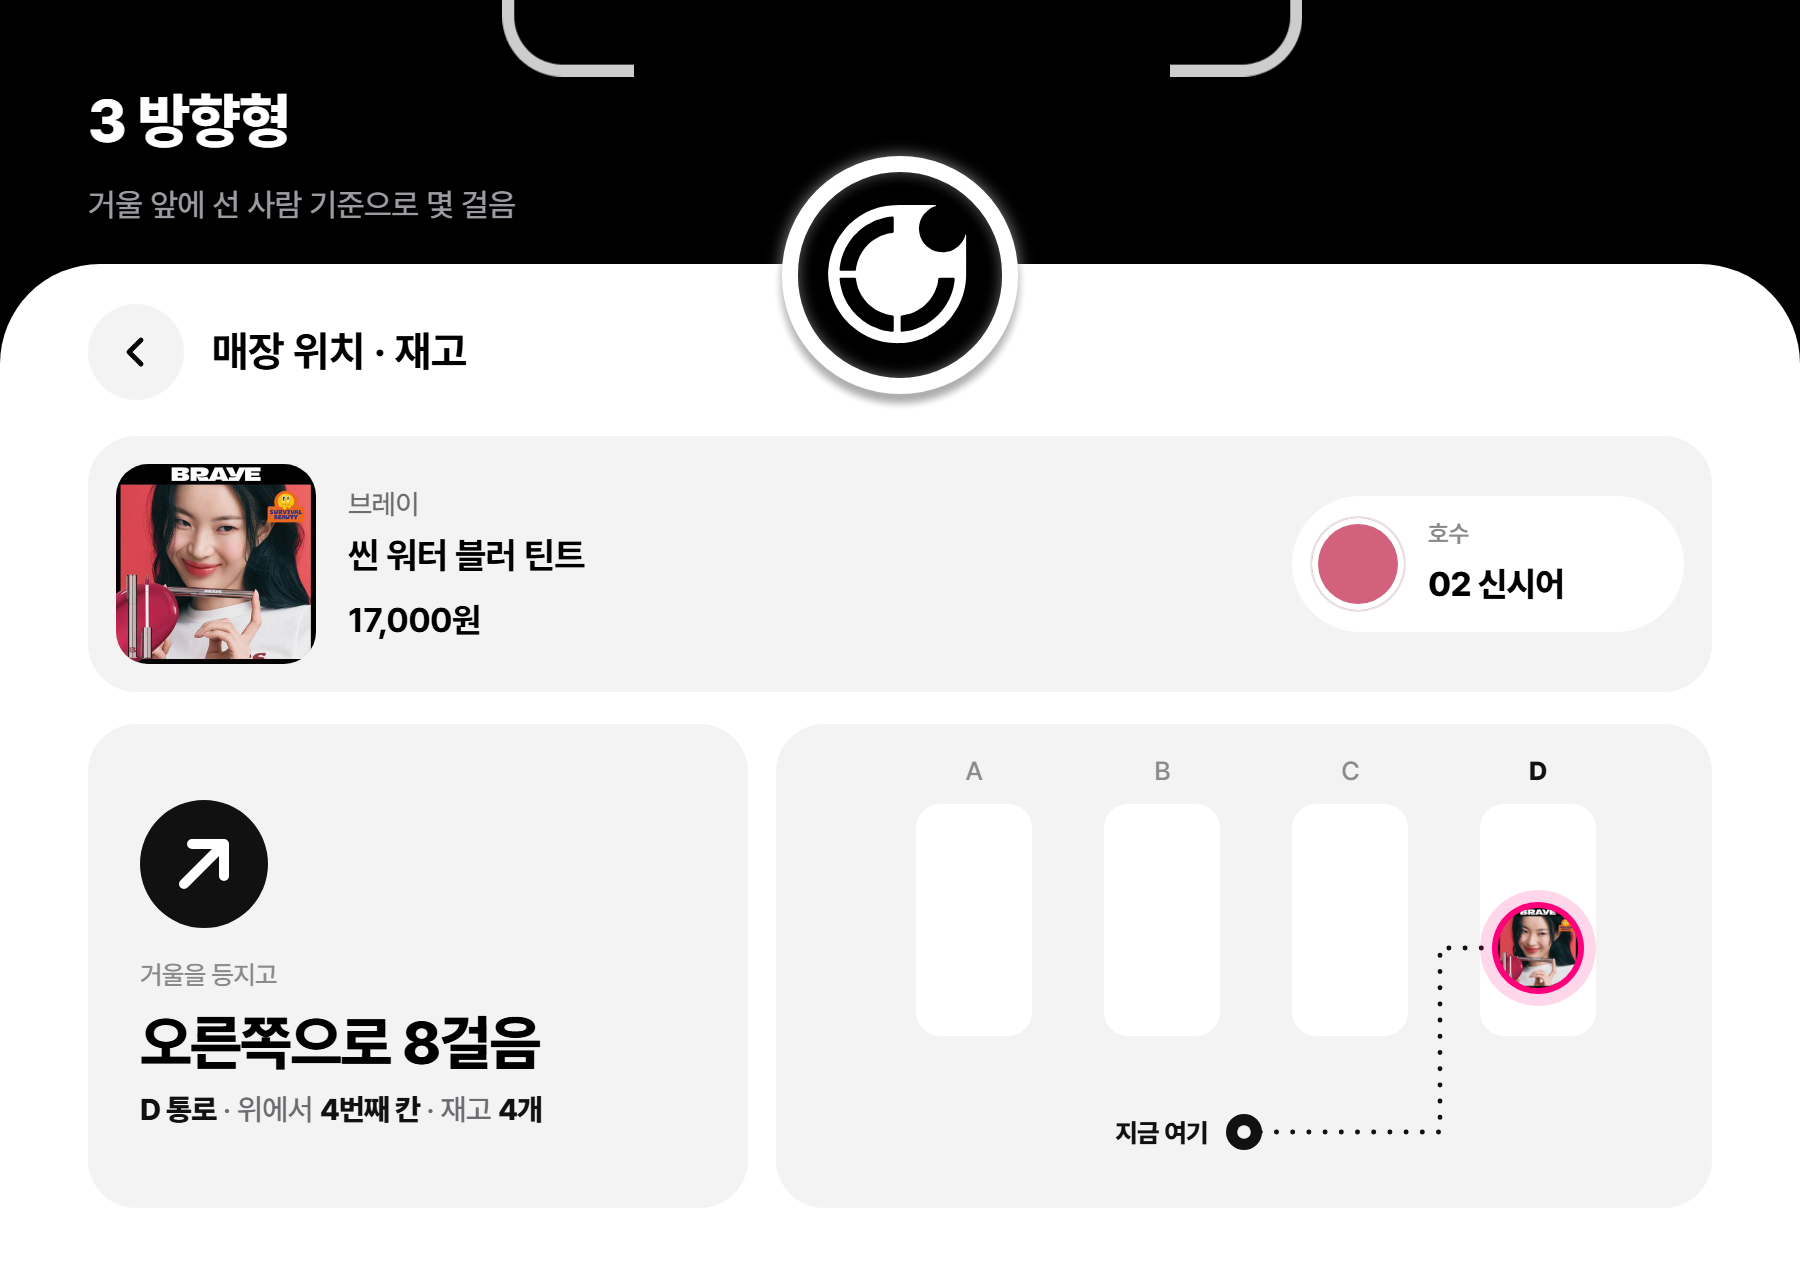 3 방향형
거울 앞에 선 사람 기준으로 몇 걸음
매장 위치 · 재고
BRAYE
SURVIVAL
BEAUTY
브레이
씬 워터 블러 틴트
17,000원
호수
02 신시어
거울을 등지고
오른쪽으로 8걸음
D 통로 · 위에서 4번째 칸 · 재고 4개
A
B
C
D
BRAYE
지금 여기